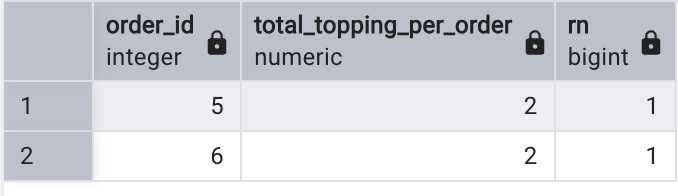 order_id total_topping_per_order rn
integer numeric bigint
1 5 2 1
2 6 2 1